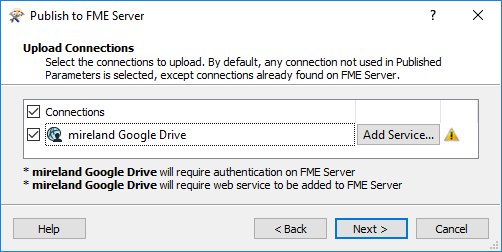 Publish to FME Server
Upload Connections
Select the connections to upload. By default, any connection not used in Published
Parameters is selected, except connections already found on FME Server.
Connections
mireland Google Drive Add Service...
* mireland Google Drive will require authentication on FME Server
* mireland Google Drive will require web service to be added to FME Server
Help < Back Next > Cancel